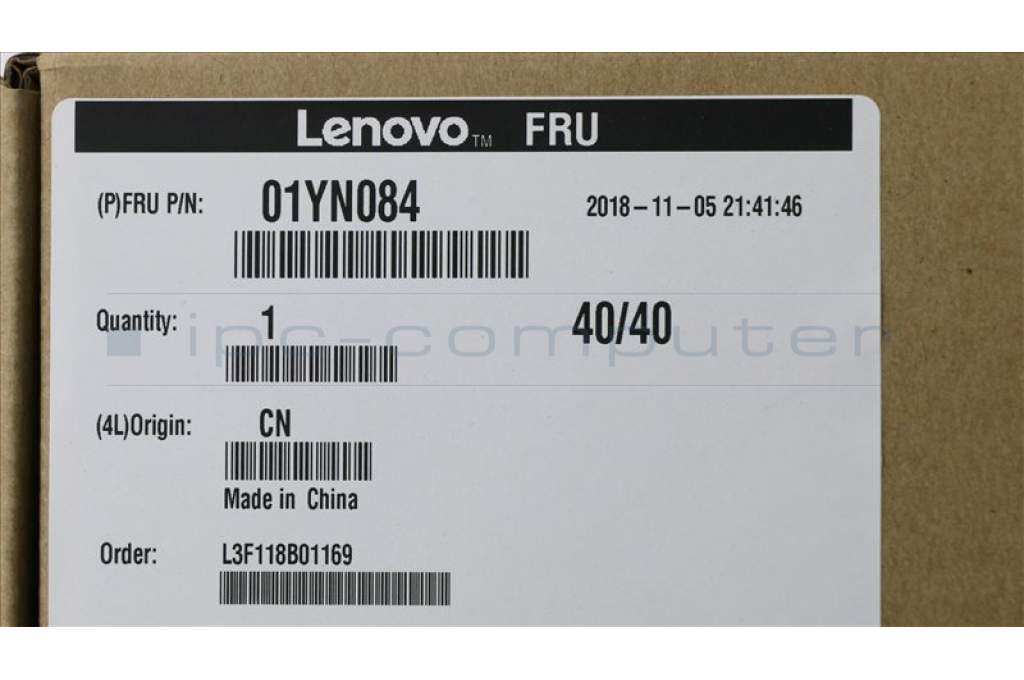 Lenovo™ FRU
(P)FRU P/N: 01YN084 2018-11-05 21:41:46
Quantity: 1 40/40
ipc-computer
(4L)Origin: CN
Made in China
Order: L3F118B01169